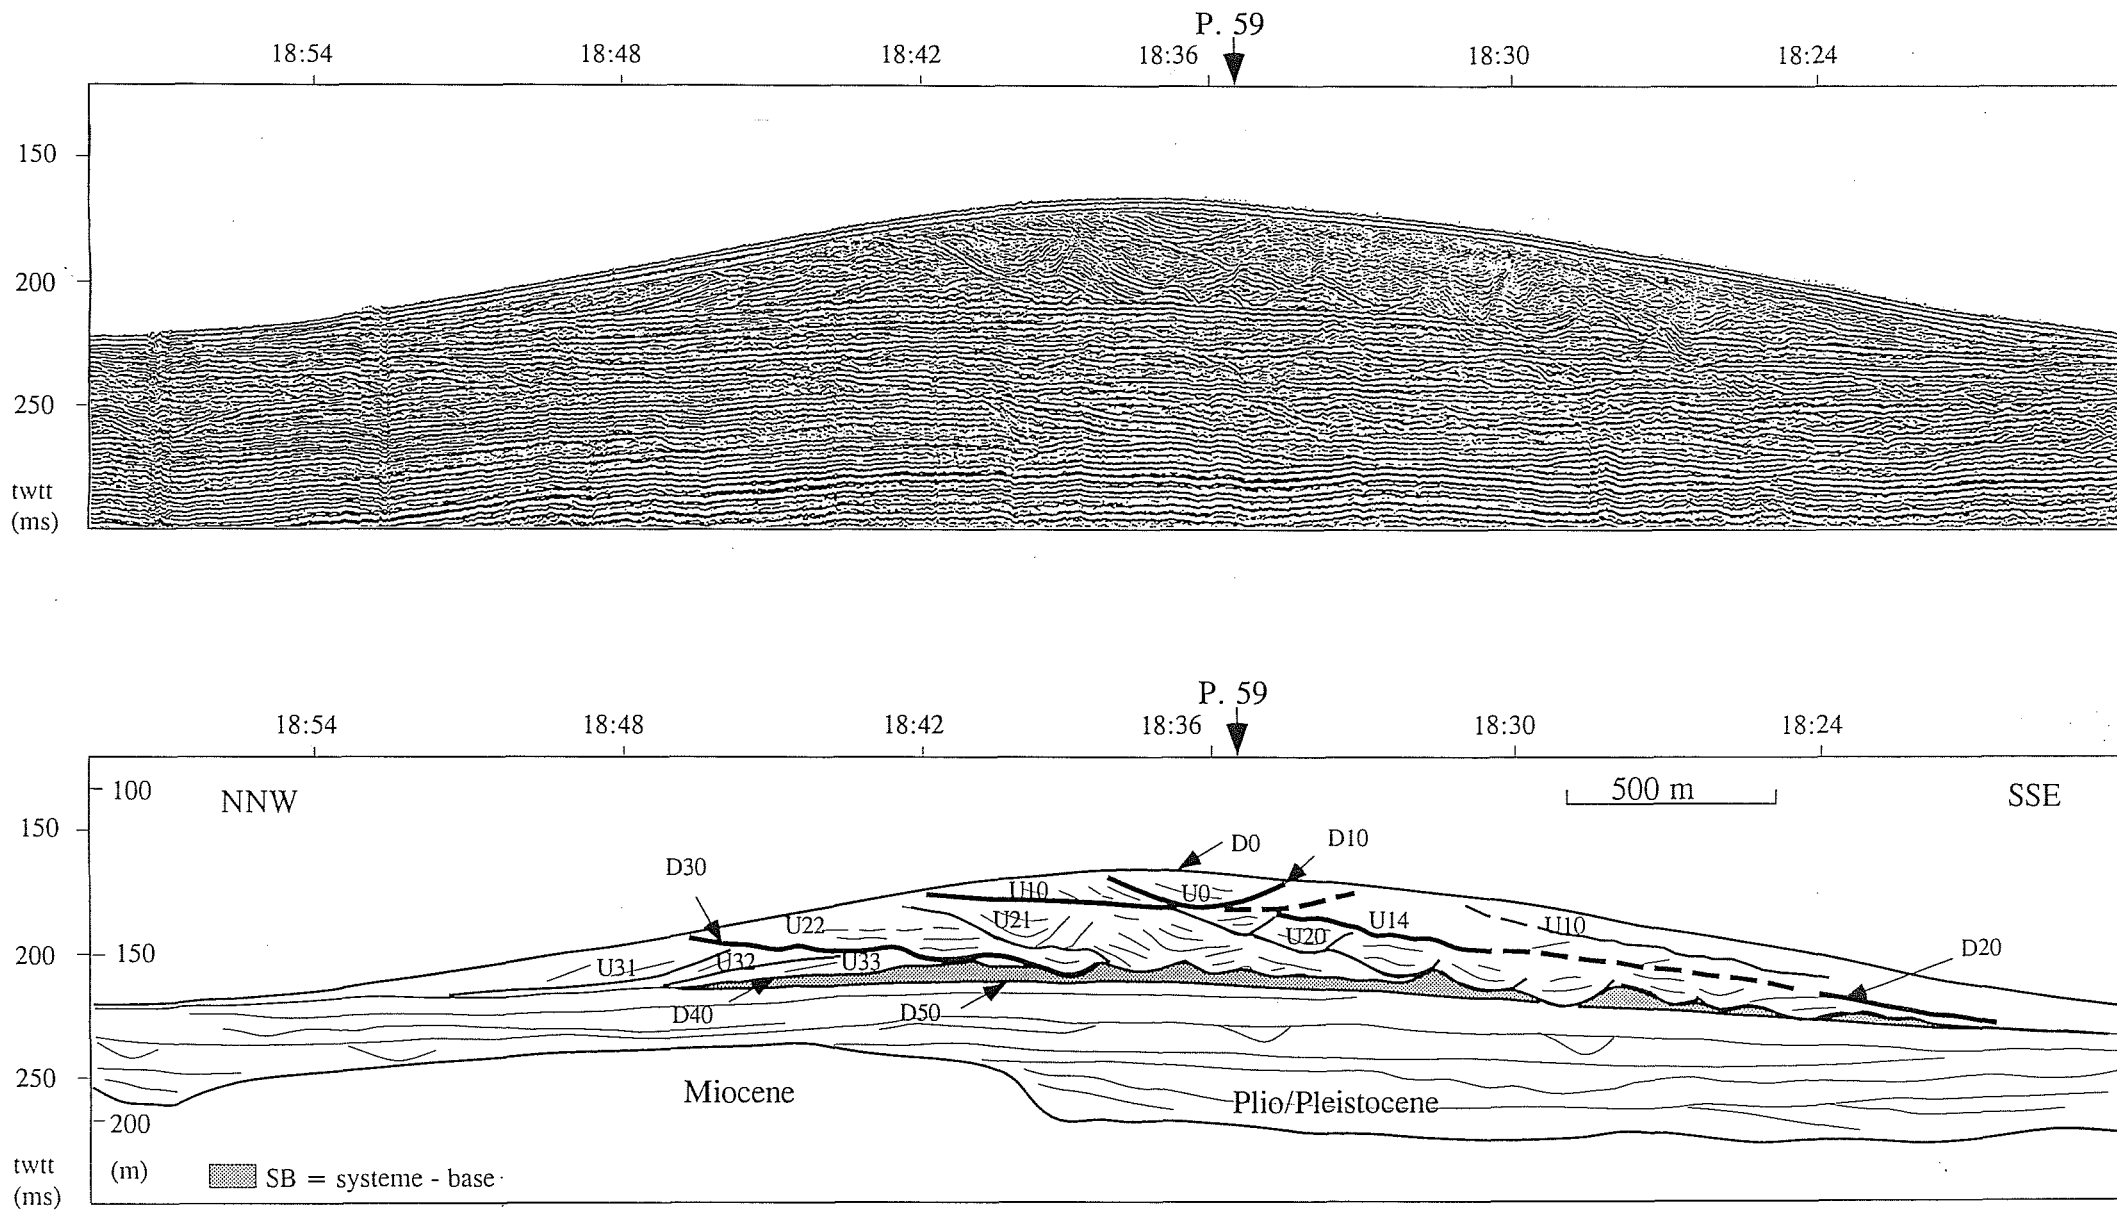 P. 59
18:54 18:48 18:42 18:36 18:30 18:24
150
200
250
twtt
(ms)
P. 59
18:54 18:48 18:42 18:36 18:30 18:24
100
NNW
500 m
SSE
150
D0
D10
D30
U10
U0
U22
U21
U14
U10
U20
D20
200
150
U31
U32
U33
D40
D50
250
Miocene
Plio/Pleistocene
200
twtt
(ms)
(m)
SB = systeme - base